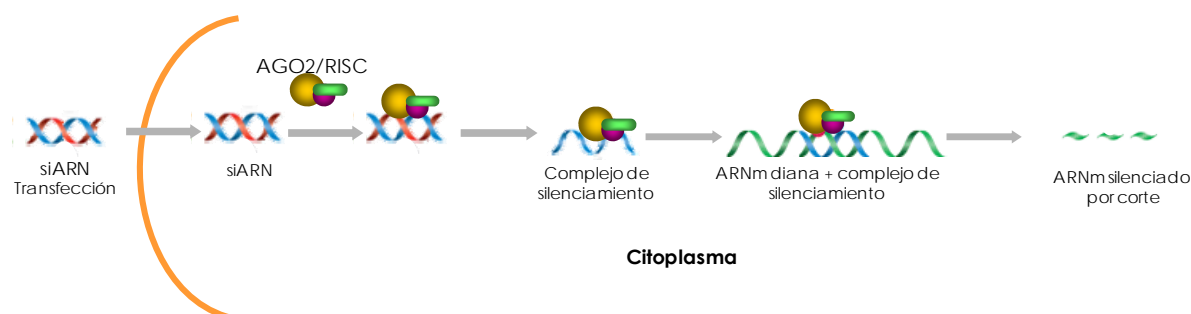 AGO2/RISC
siARN
Transfección
siARN
Complejo de
silenciamiento
ARNm diana + complejo de
silenciamiento
ARNm silenciado
por corte
Citoplasma